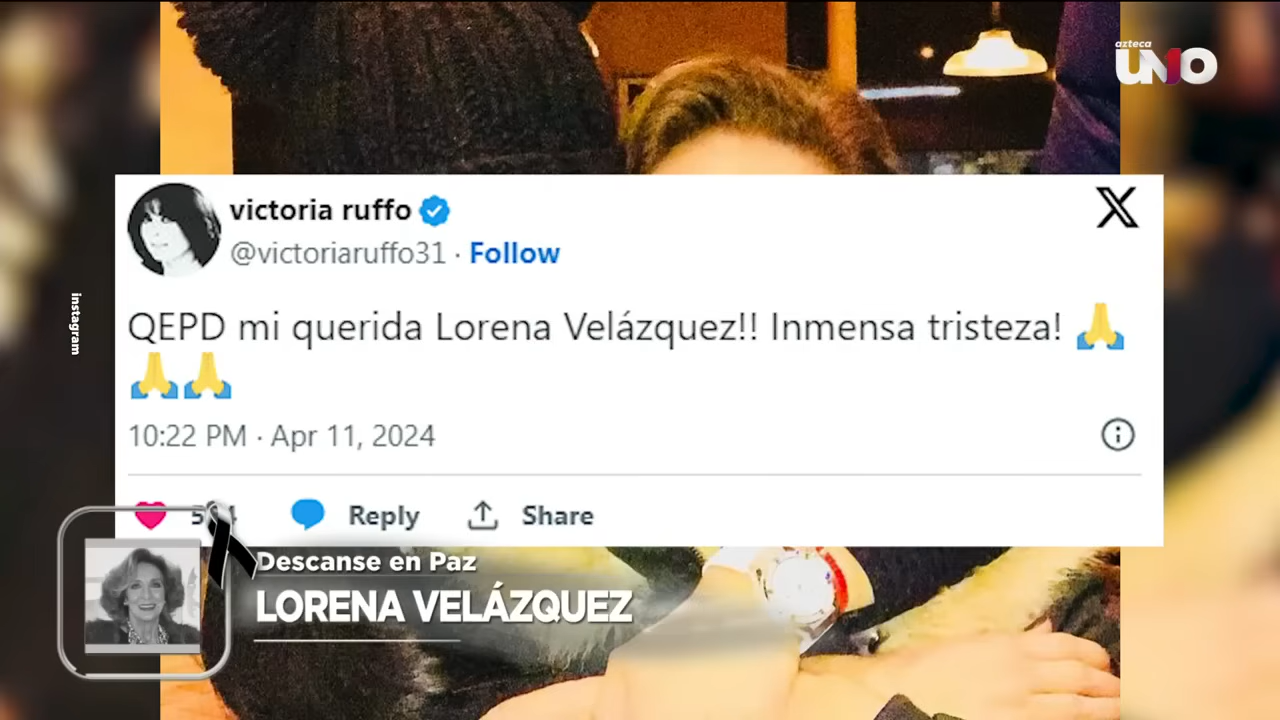 azteca
UNO
victoria ruffo
@victoriaruffo31 · Follow
instagram
QEPD mi querida Lorena Velázquez!! Inmensa tristeza! 🙏
🙏🙏
10:22 PM · Apr 11, 2024
Reply
Share
Descanse en Paz
LORENA VELÁZQUEZ